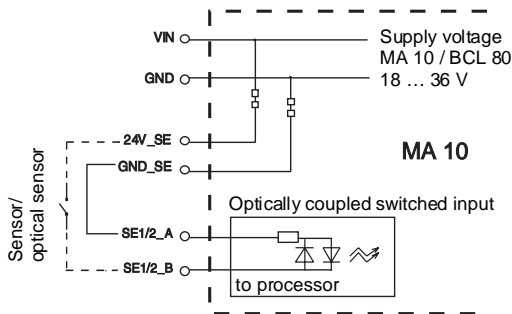 VIN
Supply voltage
MA 10 / BCL 80
GND
18 ... 36 V
24V_SE
GND_SE
MA 10
Sensor/
optical sensor
Optically coupled switched input
SE1/2_A
SE1/2_B
to processor